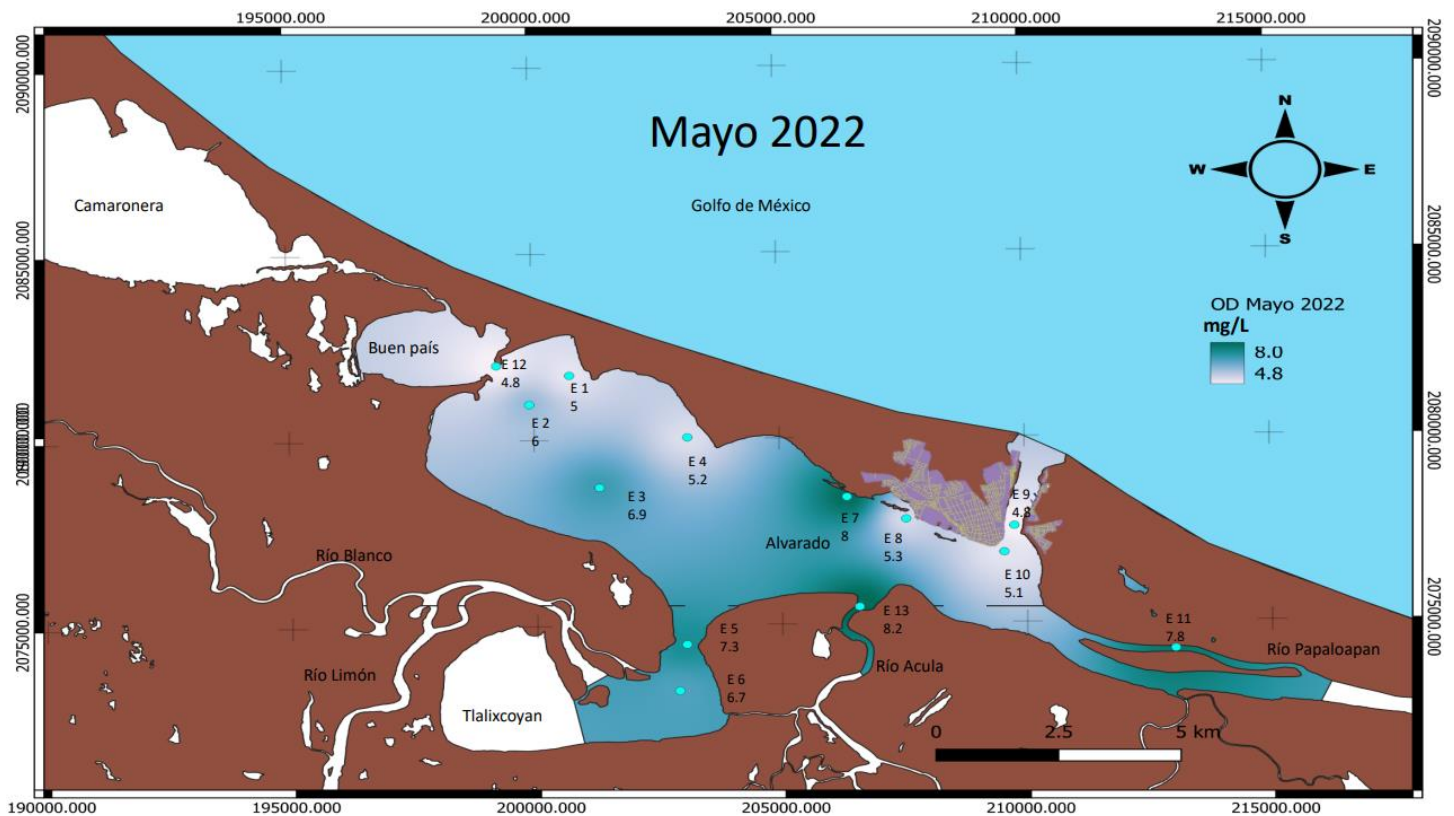 195000.000
200000.000
205000.000
210000.000
215000.000
2090000.000
2090000.000
Mayo 2022
N
W
E
S
Camaronera
Golfo de México
2085000.000
2085000.000
OD Mayo 2022
mg/L
8.0
4.8
Buen país
E 12
4.8
E 1
5
E 2
6
2080000.000
E 4
5.2
E 3
6.9
E 7
8
E 8
5.3
E 9
4.8
Alvarado
Río Blanco
E 10
5.1
2075000.000
2075000.000
E 13
8.2
E 5
7.3
E 11
7.8
Río Papaloapan
Río Acula
Río Limón
E 6
6.7
Tlalixcoyan
0
2.5
5 km
190000.000
195000.000
200000.000
205000.000
210000.000
215000.000